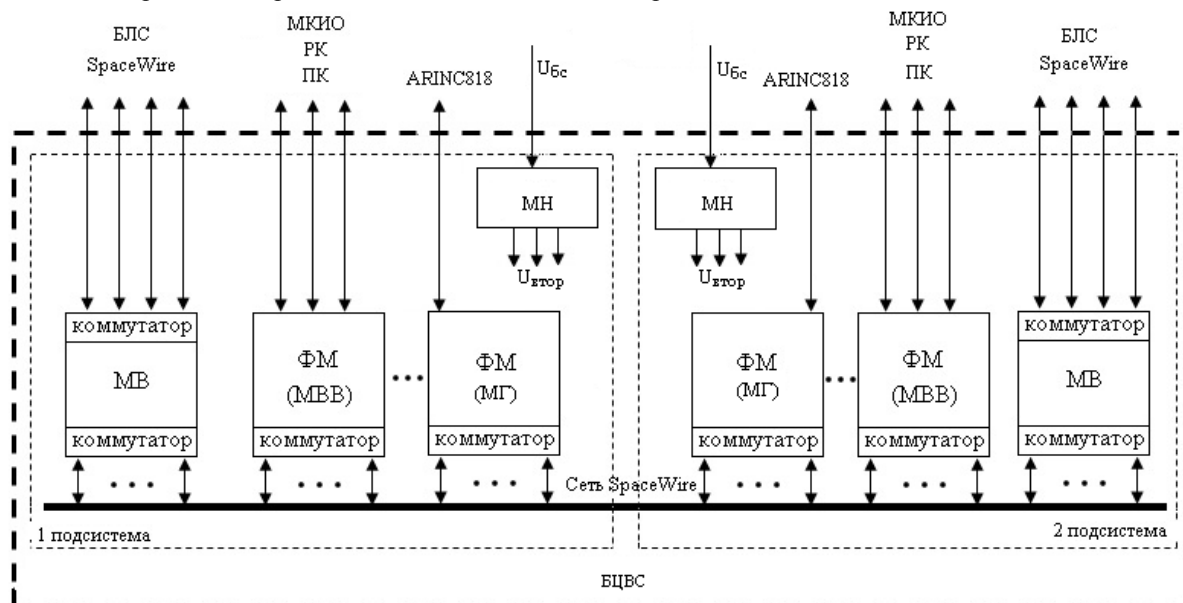 БЛС
SpaceWire
МКИО
РК
ПК
ARINC818
Uбс
Uбс
ARINC818
МКИО
РК
ПК
БЛС
SpaceWire
МН
Uвтор
МН
Uвтор
коммутатор
МВ
коммутатор
ФМ
(МВВ)
коммутатор
ФМ
(МГ)
коммутатор
ФМ
(МГ)
коммутатор
ФМ
(МВВ)
коммутатор
коммутатор
МВ
коммутатор
Сеть SpaceWire
1 подсистема
2 подсистема
БЦВС